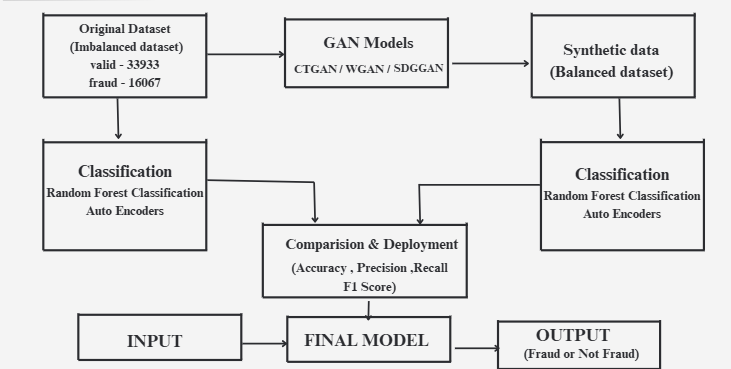 Original Dataset
(Imbalanced dataset)
valid - 33933
fraud - 16067
GAN Models
CTGAN / WGAN / SDGGAN
Synthetic data
(Balanced dataset)
Classification
Random Forest Classification
Auto Encoders
Classification
Random Forest Classification
Auto Encoders
Comparision & Deployment
(Accuracy , Precision ,Recall
F1 Score)
INPUT
FINAL MODEL
OUTPUT
(Fraud or Not Fraud)